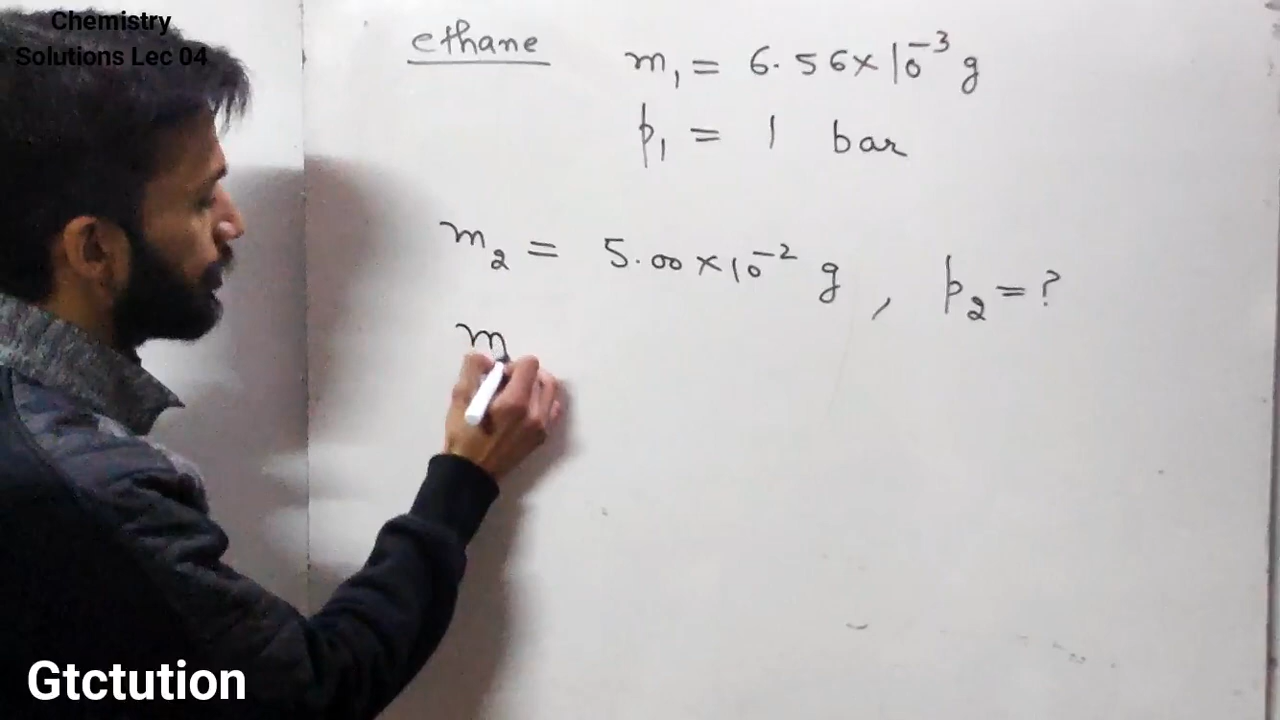 Chemistry
Solutions Lec 04
ethane m₁ = 6.56×10⁻³ g
p₁ = 1 bar
m₂ = 5.00×10⁻² g , p₂ = ?
m
Gtctution